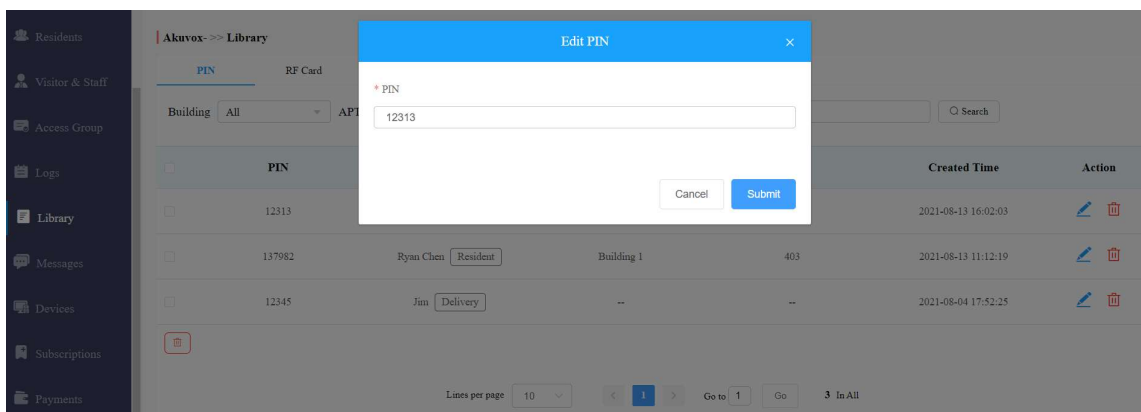 Residents
Visitor & Staff
Access Group
Logs
Library
Messages
Devices
Subscriptions
Payments
Akuvox- >> Library
PIN RF Card
Building All APT Search
Edit PIN ×
* PIN
12313
Cancel Submit
PIN Created Time Action
12313 2021-08-13 16:02:03
137982 Ryan Chen Resident Building 1 403 2021-08-13 11:12:19
12345 Jim Delivery -- -- 2021-08-04 17:52:25
Lines per page 10 < 1 > Go to 1 Go 3 In All